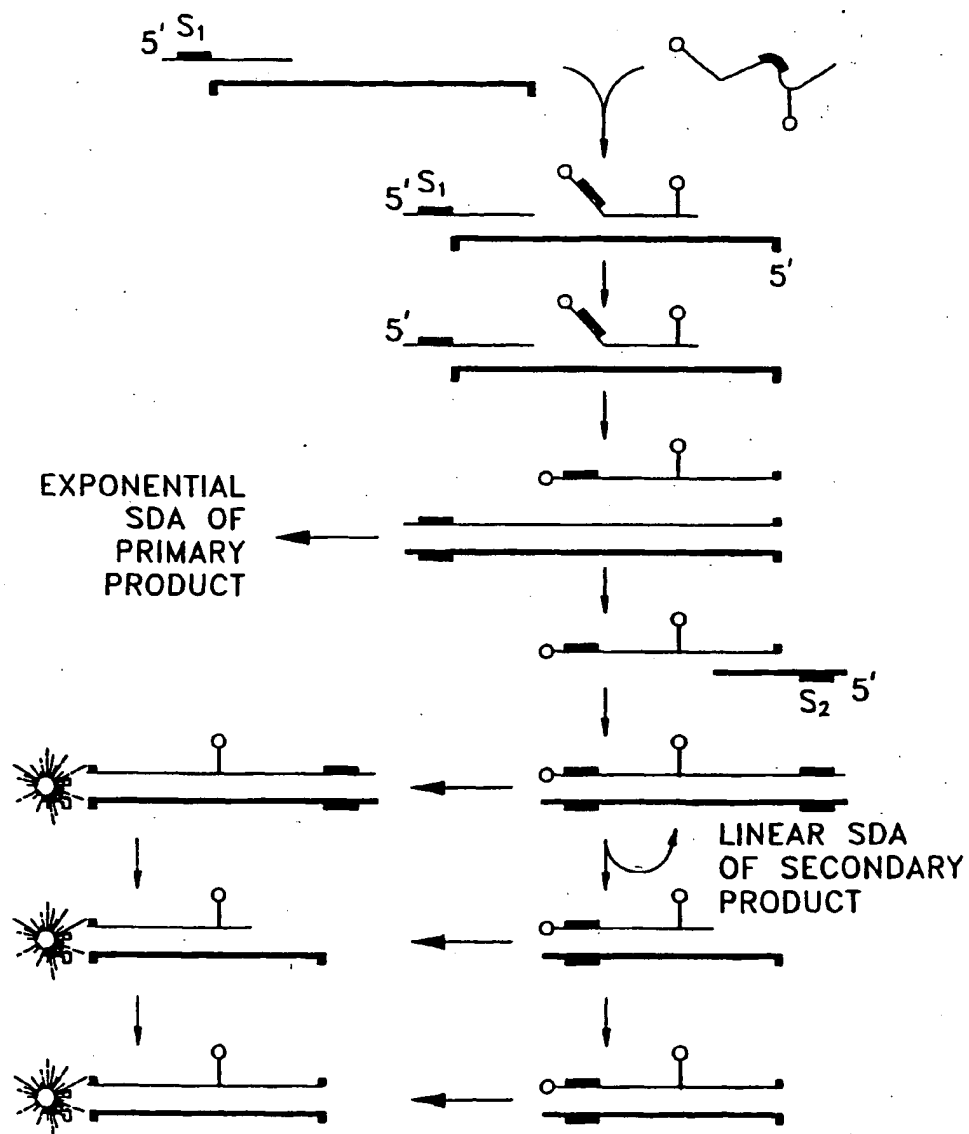 5' S1
5' S1
5'
5'
EXPONENTIAL
SDA OF
PRIMARY
PRODUCT
5'
S2
LINEAR SDA
OF SECONDARY
PRODUCT